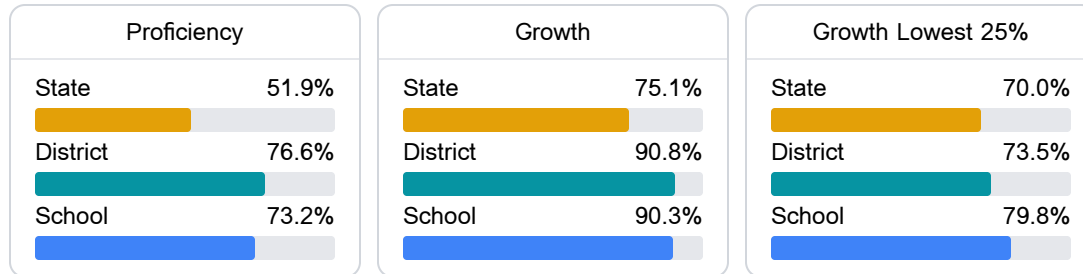 Proficiency
State 51.9%
District 76.6%
School 73.2%
Growth
State 75.1%
District 90.8%
School 90.3%
Growth Lowest 25%
State 70.0%
District 73.5%
School 79.8%